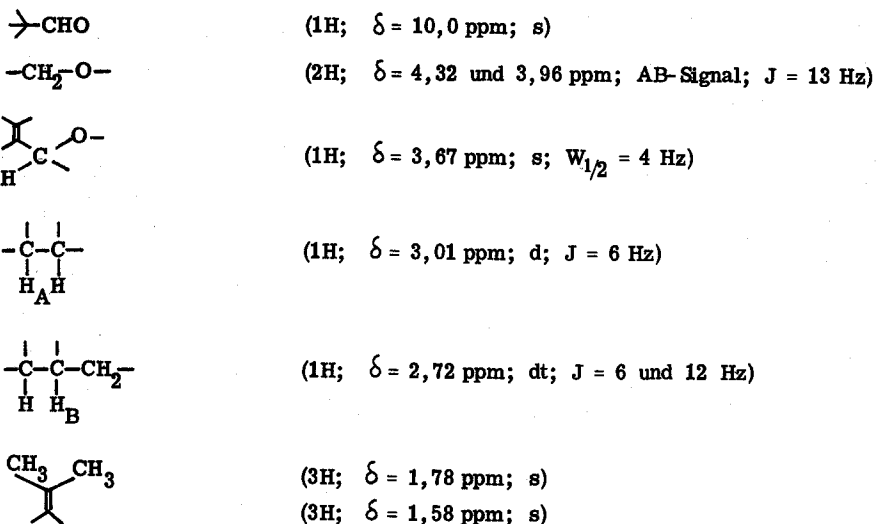 CHO (1H; δ = 10,0 ppm; s)
-CH2-O- (2H; δ = 4,32 und 3,96 ppm; AB-Signal; J = 13 Hz)
O-
C (1H; δ = 3,67 ppm; s; W1/2 = 4 Hz)
H
-C-C- (1H; δ = 3,01 ppm; d; J = 6 Hz)
HA H
-C-C-CH2- (1H; δ = 2,72 ppm; dt; J = 6 und 12 Hz)
H HB
CH3 CH3 (3H; δ = 1,78 ppm; s)
(3H; δ = 1,58 ppm; s)